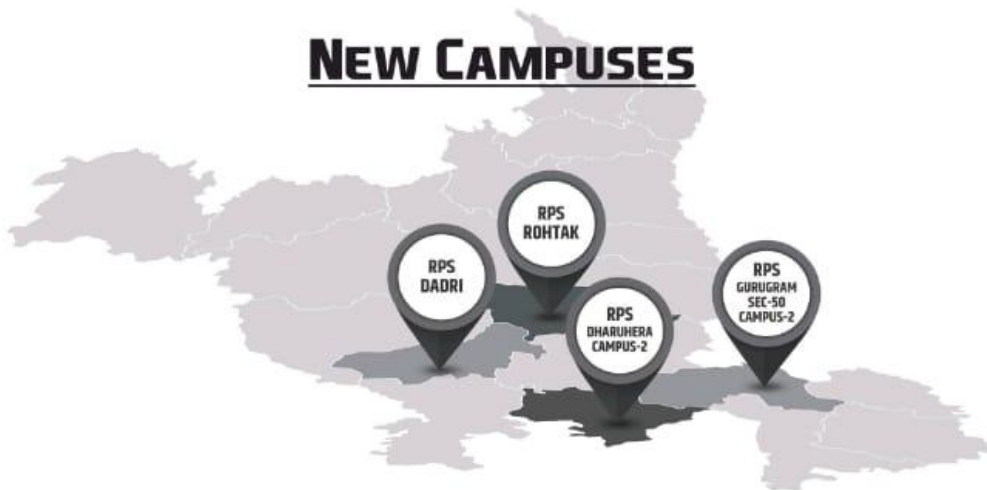 NEW CAMPUSES
RPS
ROHTAK
RPS
DADRI
RPS
GURUGRAM
SEC-50
CAMPUS-2
RPS
DHARUHERA
CAMPUS-2